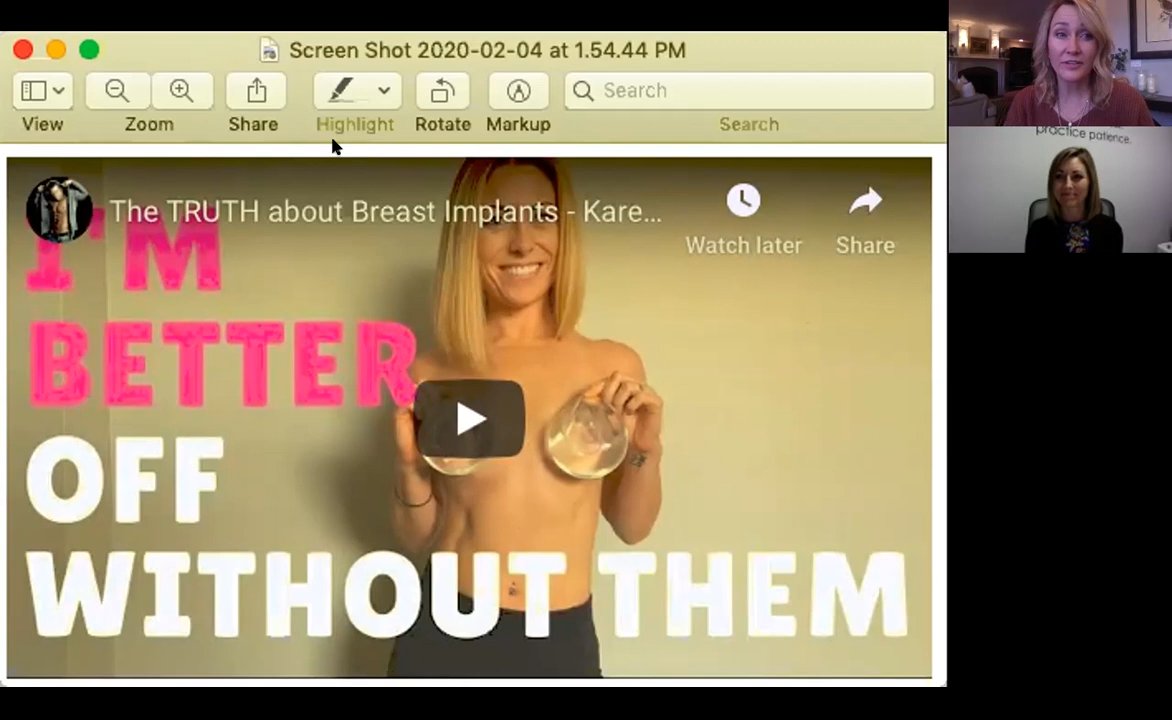 Screen Shot 2020-02-04 at 1.54.44 PM
Search
View
Zoom
Share
Highlight
Rotate
Markup
Search
The TRUTH about Breast Implants - Kare...
Watch later
Share
I'M
BETTER
OFF
WITHOUT THEM
practice patience.